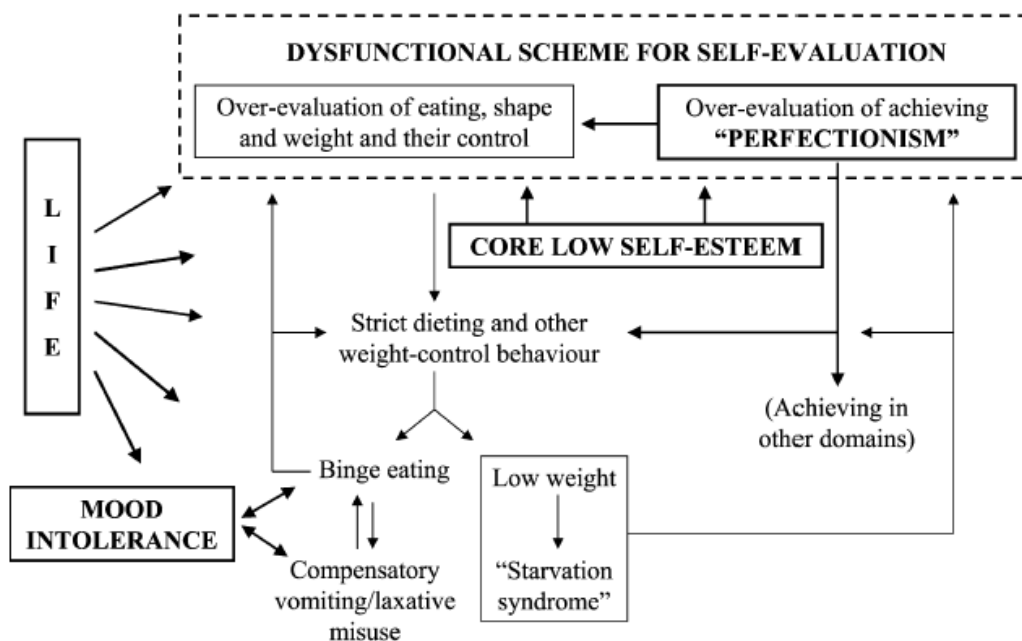 DYSFUNCTIONAL SCHEME FOR SELF-EVALUATION
Over-evaluation of eating, shape
and weight and their control
Over-evaluation of achieving
“PERFECTIONISM”
L
I
F
E
CORE LOW SELF-ESTEEM
Strict dieting and other
weight-control behaviour
(Achieving in
other domains)
Binge eating
Low weight
MOOD
INTOLERANCE
Compensatory
vomiting/laxative
misuse
“Starvation
syndrome”